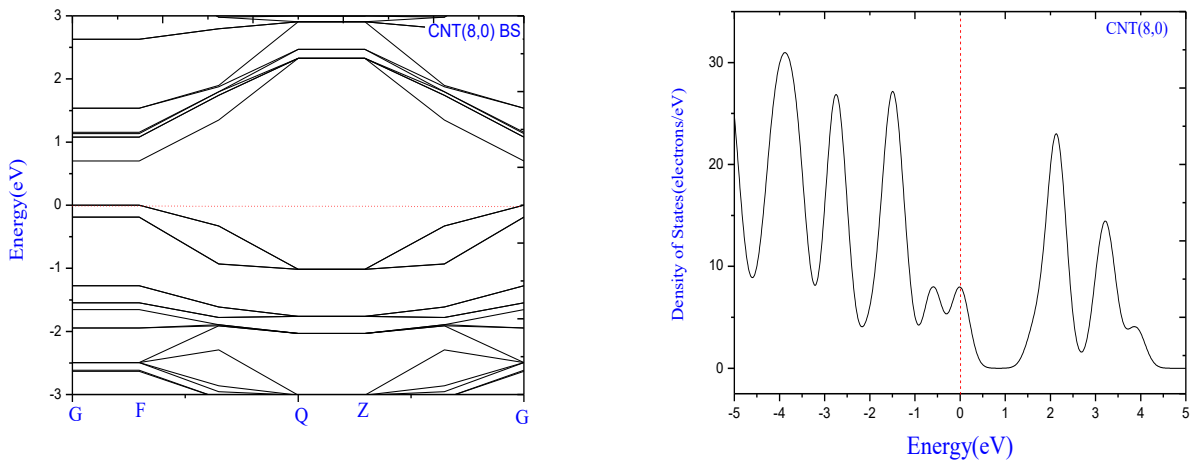 CNT(8,0) BS
Energy(eV)
3
2
1
0
-1
-2
-3
G F Q Z G
CNT(8,0)
Density of States(electrons/eV)
30
20
10
0
-5 -4 -3 -2 -1 0 1 2 3 4 5
Energy(eV)